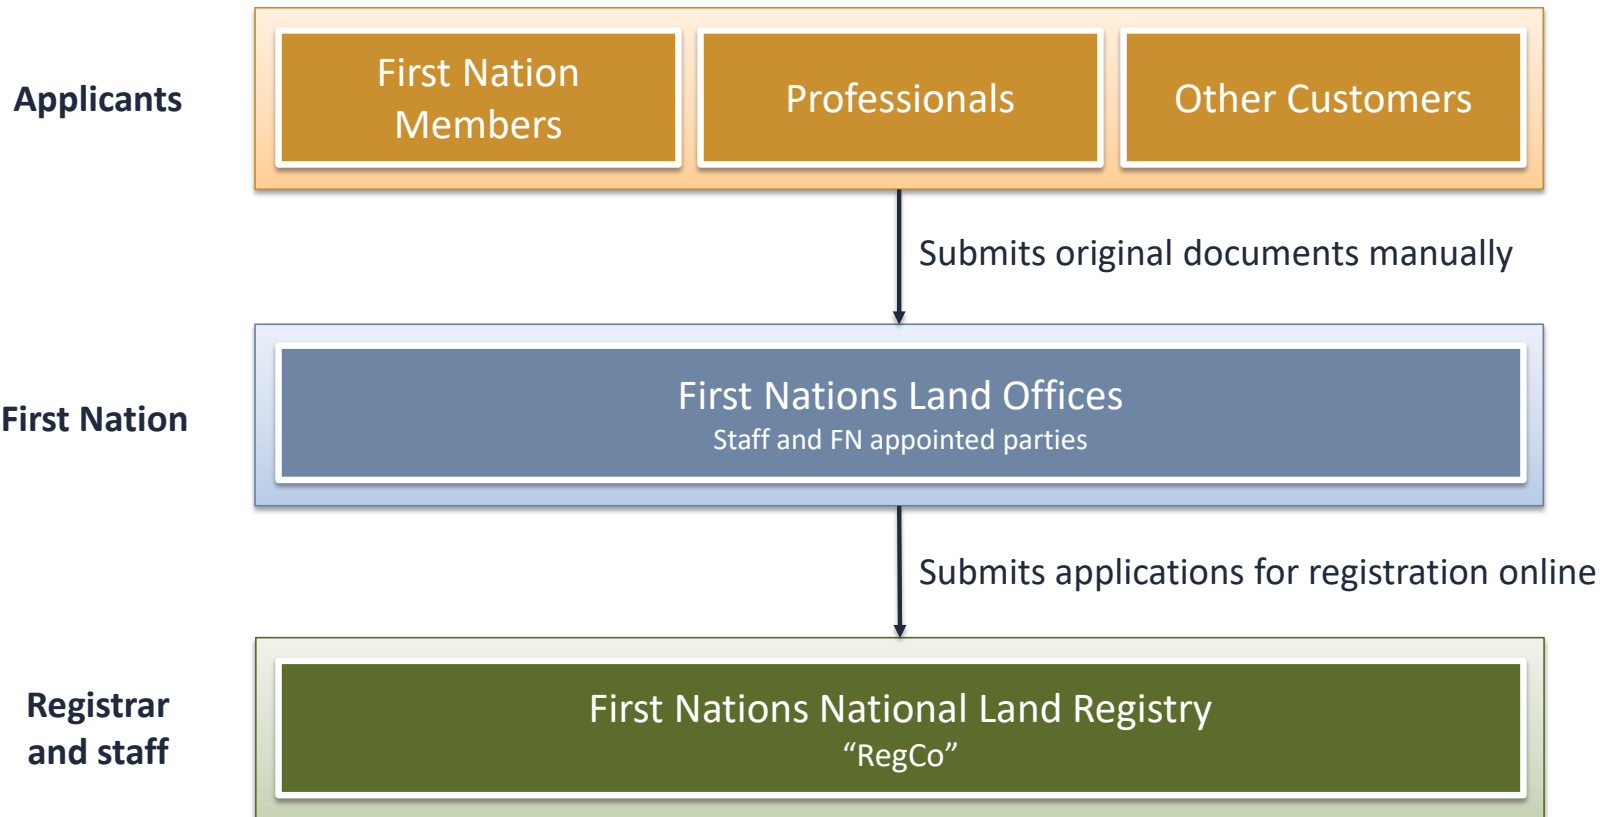 Applicants
First Nation
Members
Professionals
Other Customers
Submits original documents manually
First Nation
First Nations Land Offices
Staff and FN appointed parties
Submits applications for registration online
Registrar
and staff
First Nations National Land Registry
“RegCo”